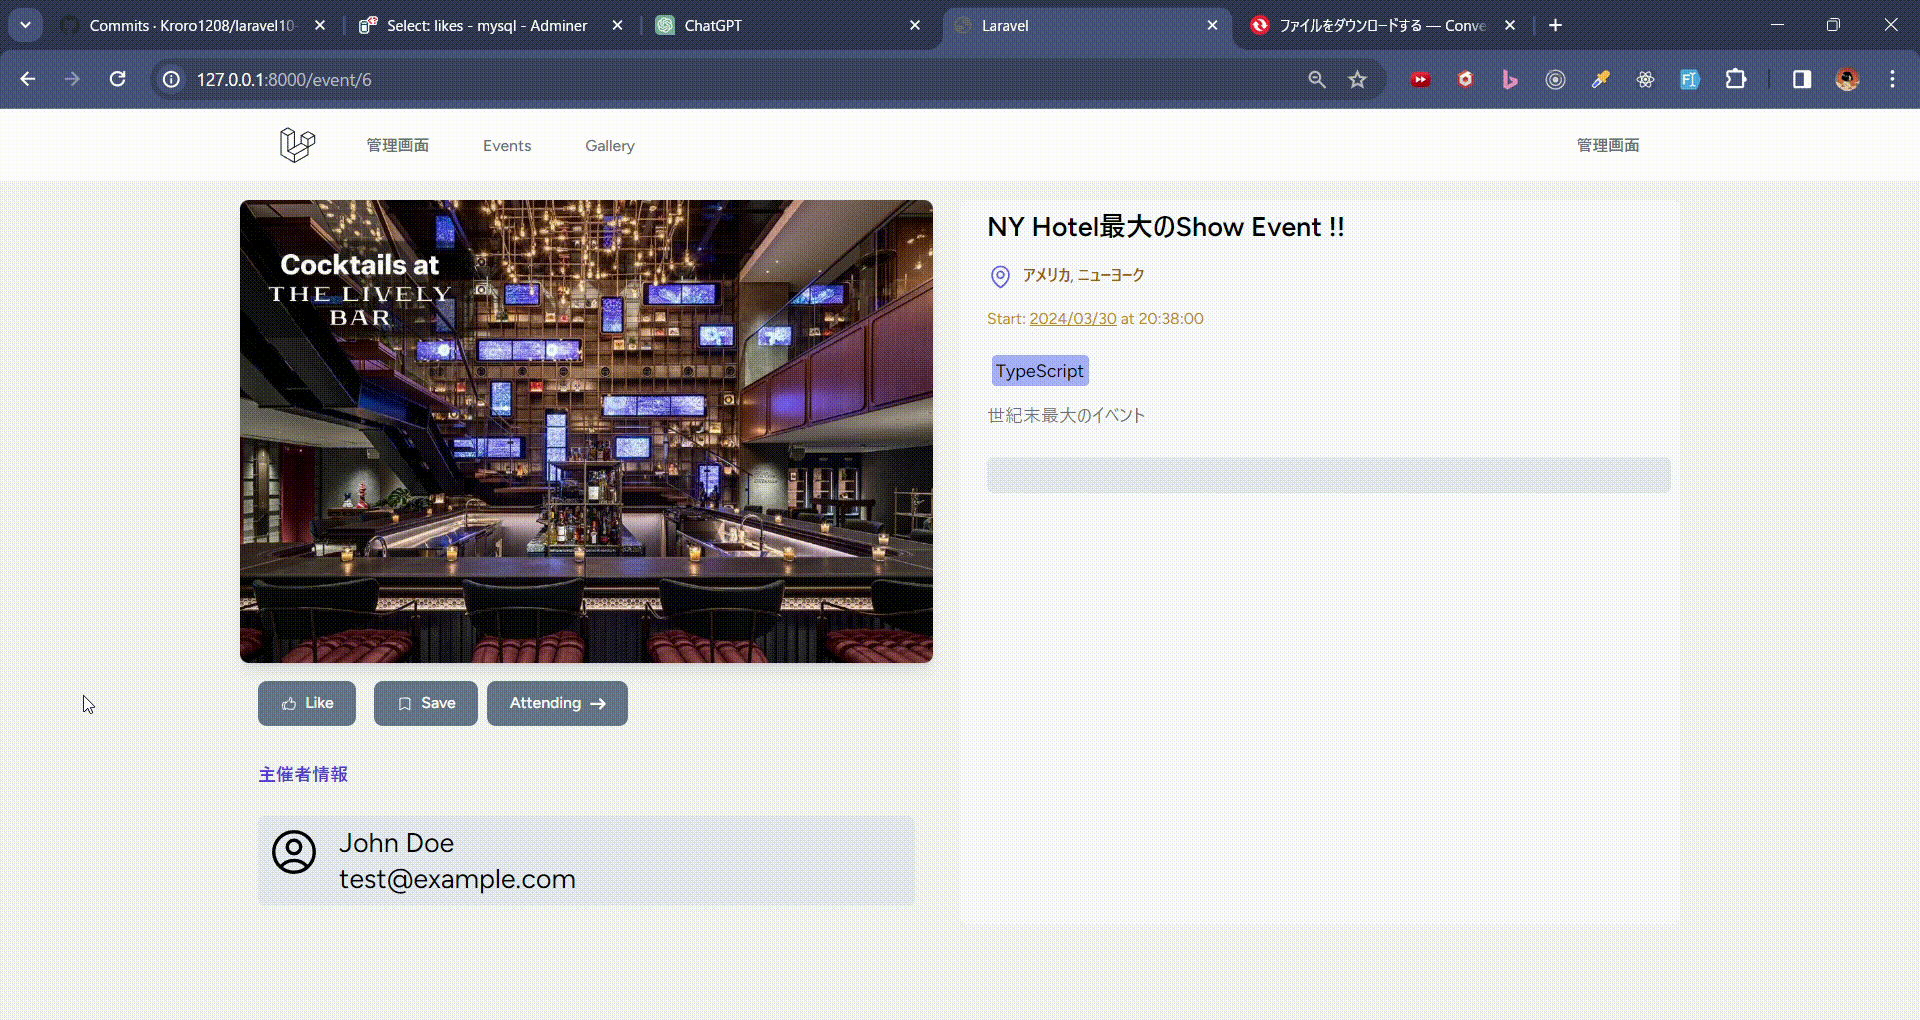 Commits · Kroro1208/laravel10-
Select: likes - mysql - Adminer
ChatGPT
Laravel
ファイルをダウンロードする — Conve
127.0.0.1:8000/event/6
管理画面
Events
Gallery
管理画面
Cocktails at
THE LIVELY
BAR
Like
Save
Attending
主催者情報
John Doe
test@example.com
NY Hotel最大のShow Event !!
アメリカ, ニューヨーク
Start: 2024/03/30 at 20:38:00
TypeScript
世紀末最大のイベント